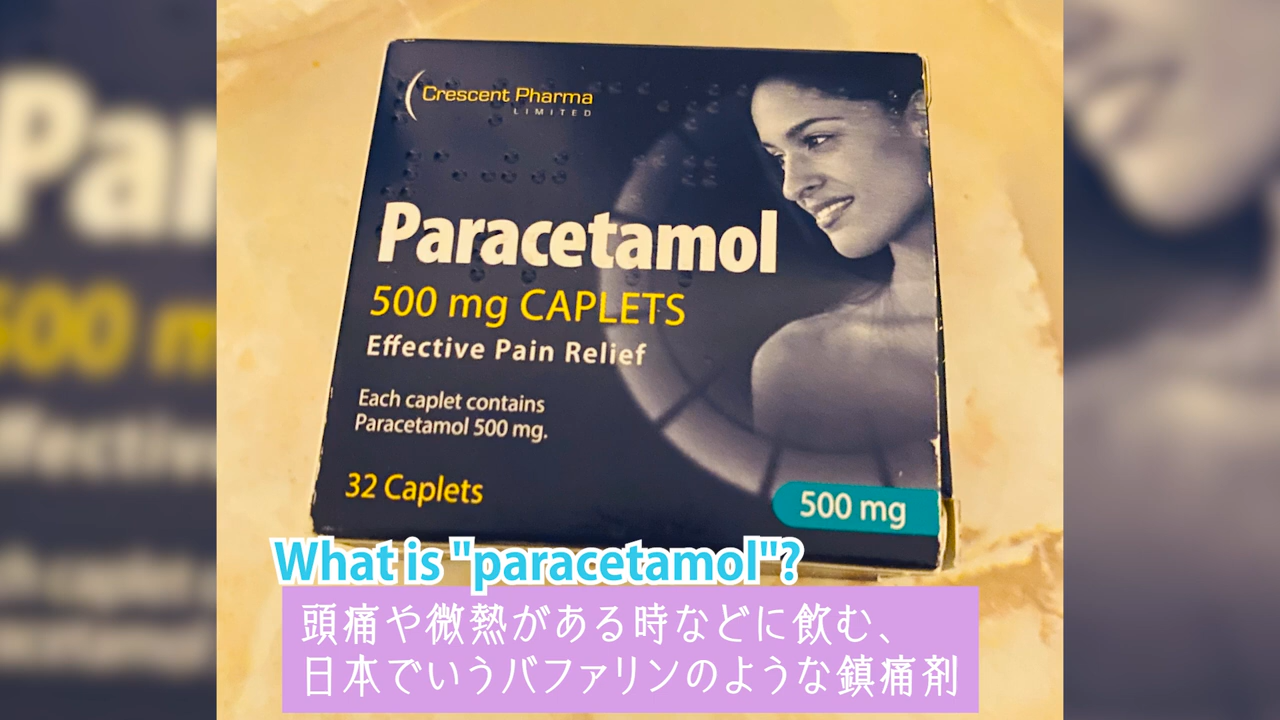 Crescent Pharma
LIMITED
Paracetamol
500 mg CAPLETS
Effective Pain Relief
Each caplet contains
Paracetamol 500 mg.
32 Caplets
500 mg
What is "paracetamol"?
頭痛や微熱がある時などに飲む、
日本でいうバファリンのような鎮痛剤